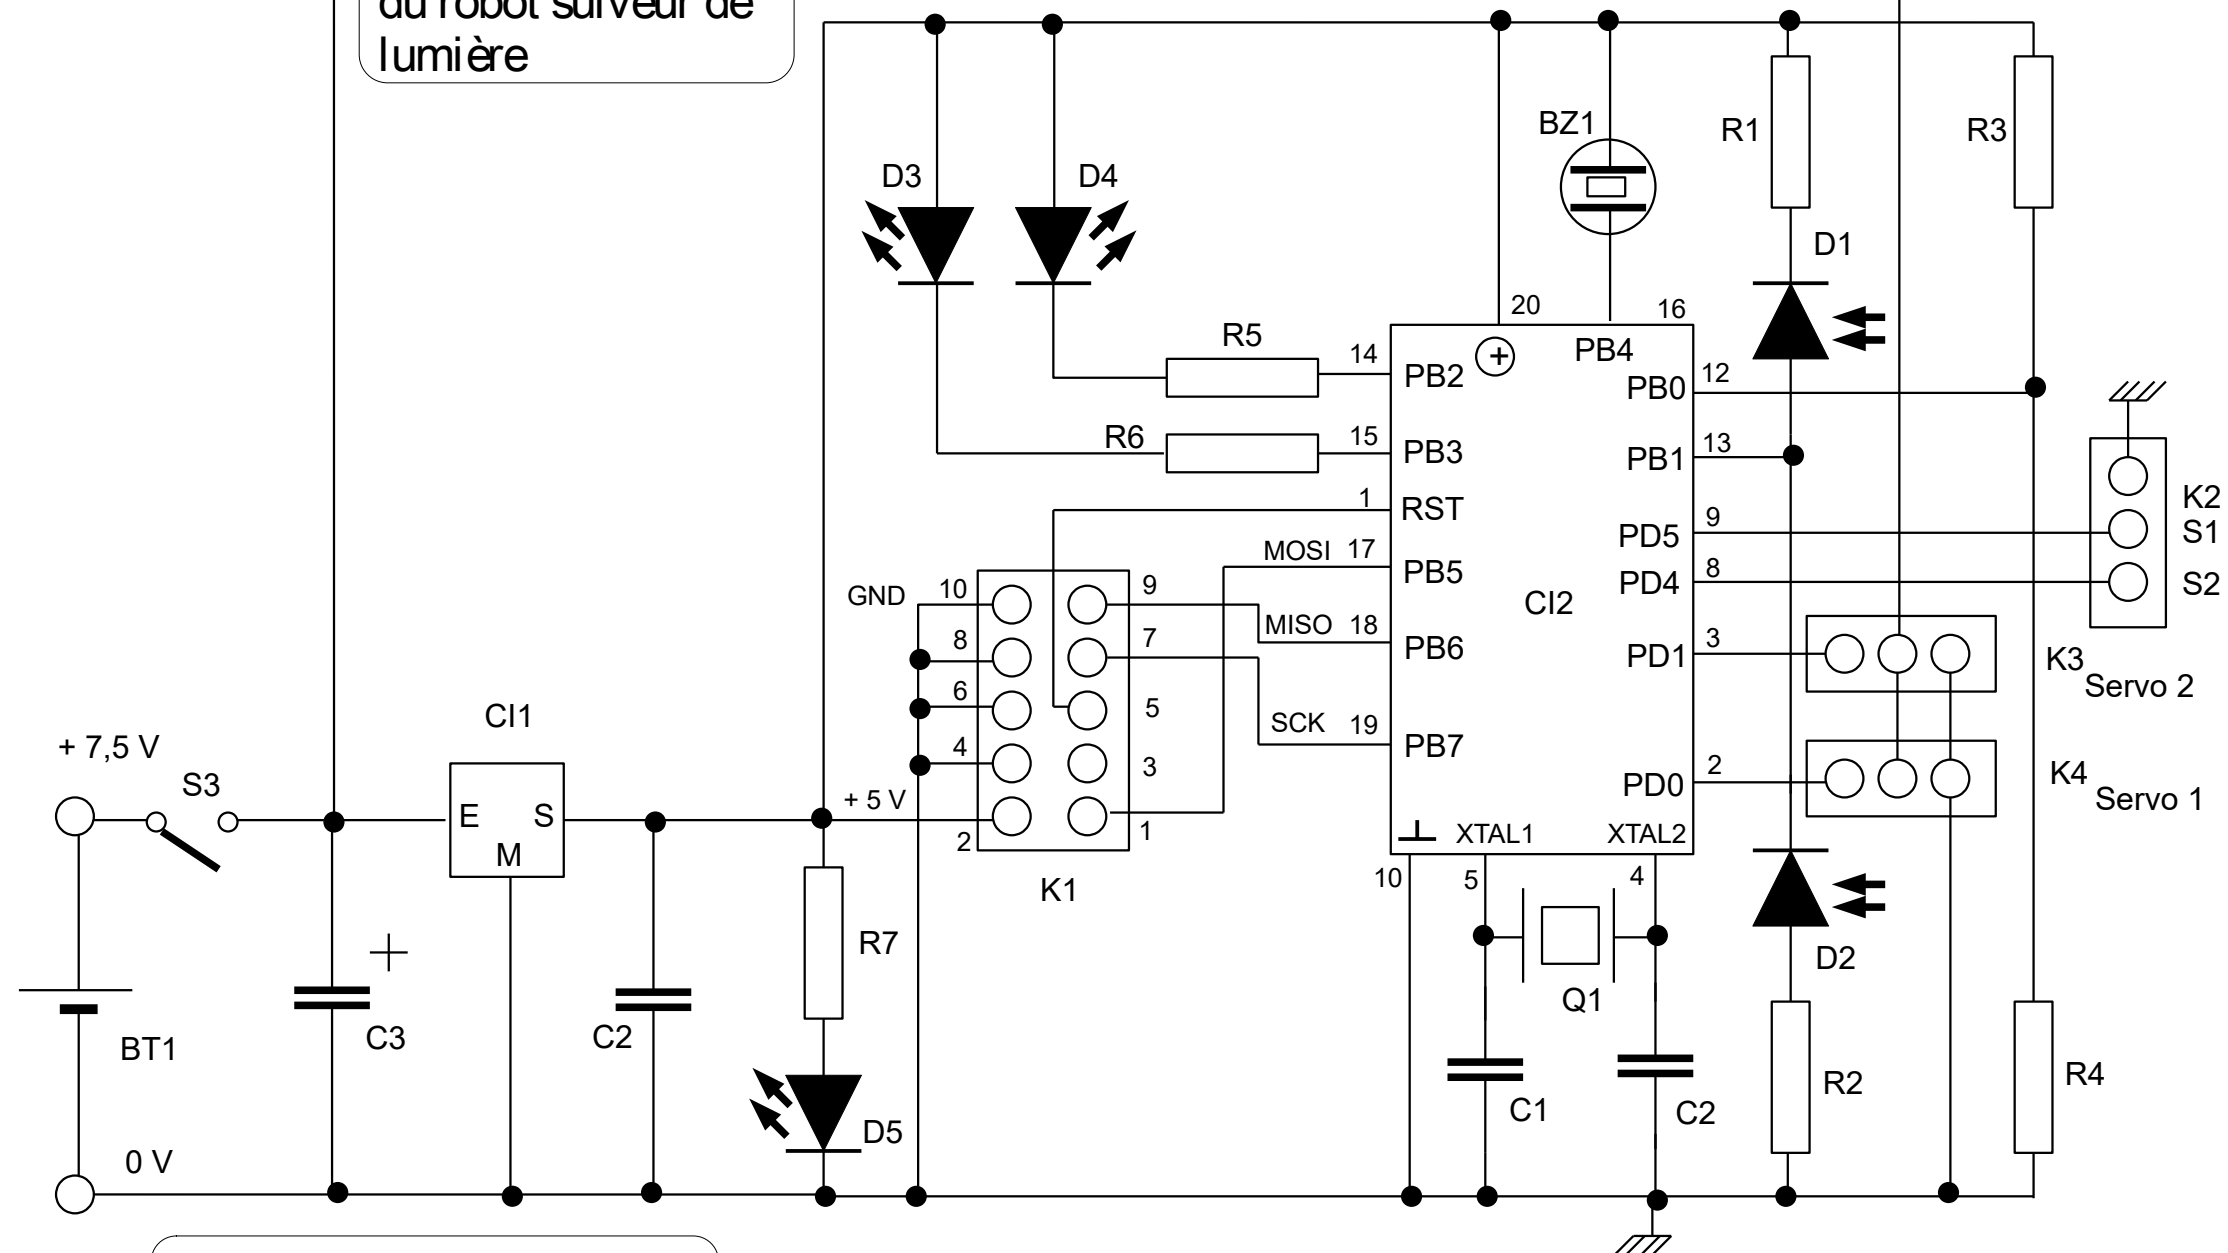 du robot suiveur de
lumière
BZ1
R1
R3
D3
D4
D1
20
16
R5
14
PB2
+
PB4
PB0
12
R6
15
PB3
PB1
13
1
RST
K2
S1
MOSI
17
PB5
PD5
9
PD4
8
S2
GND
10
9
CI2
MISO
18
PB6
8
7
PD1
3
K3
Servo 2
6
5
SCK
19
PB7
CI1
+ 7,5 V
S3
4
3
PD0
2
K4
Servo 1
E
S
M
+ 5 V
2
1
XTAL1
XTAL2
K1
10
5
4
R7
D2
Q1
C3
C2
BT1
R2
R4
C1
C2
D5
0 V